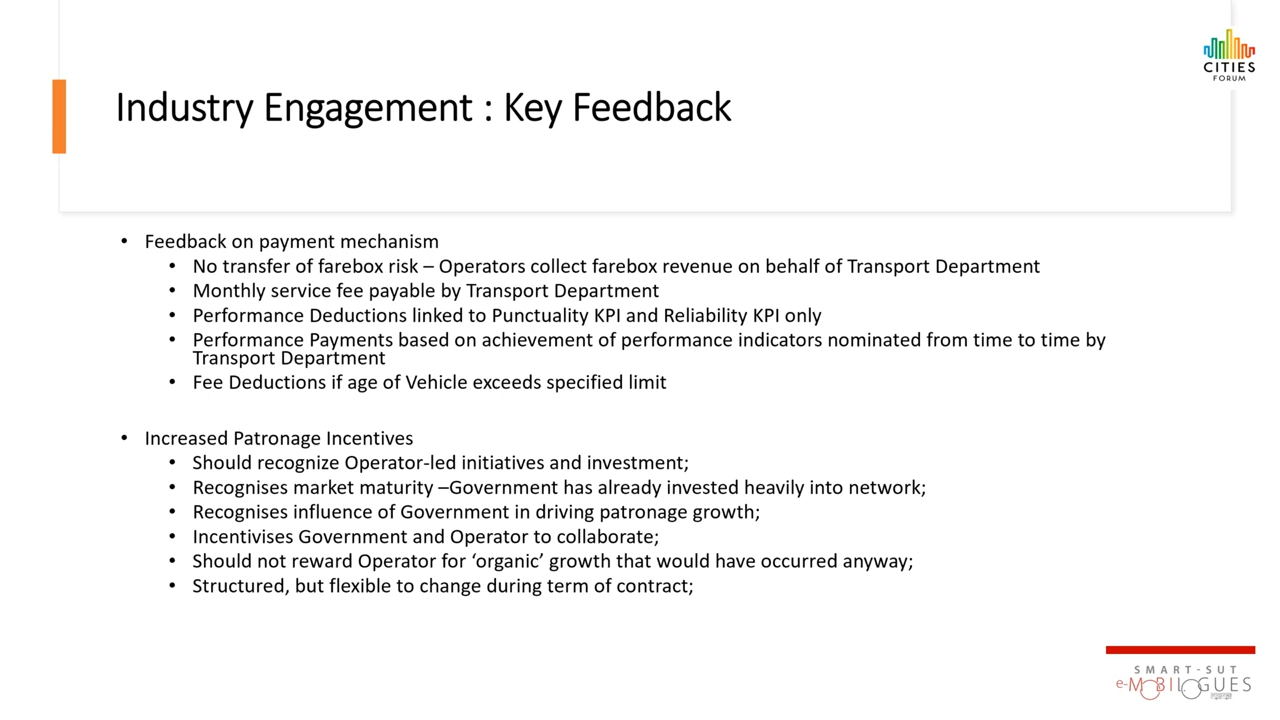 CITIES
FORUM
Industry Engagement : Key Feedback
• Feedback on payment mechanism
• No transfer of farebox risk – Operators collect farebox revenue on behalf of Transport Department
• Monthly service fee payable by Transport Department
• Performance Deductions linked to Punctuality KPI and Reliability KPI only
• Performance Payments based on achievement of performance indicators nominated from time to time by
Transport Department
• Fee Deductions if age of Vehicle exceeds specified limit
• Increased Patronage Incentives
• Should recognize Operator-led initiatives and investment;
• Recognises market maturity –Government has already invested heavily into network;
• Recognises influence of Government in driving patronage growth;
• Incentivises Government and Operator to collaborate;
• Should not reward Operator for ‘organic’ growth that would have occurred anyway;
• Structured, but flexible to change during term of contract;
SMART-SUT
e-MOBILOGUES